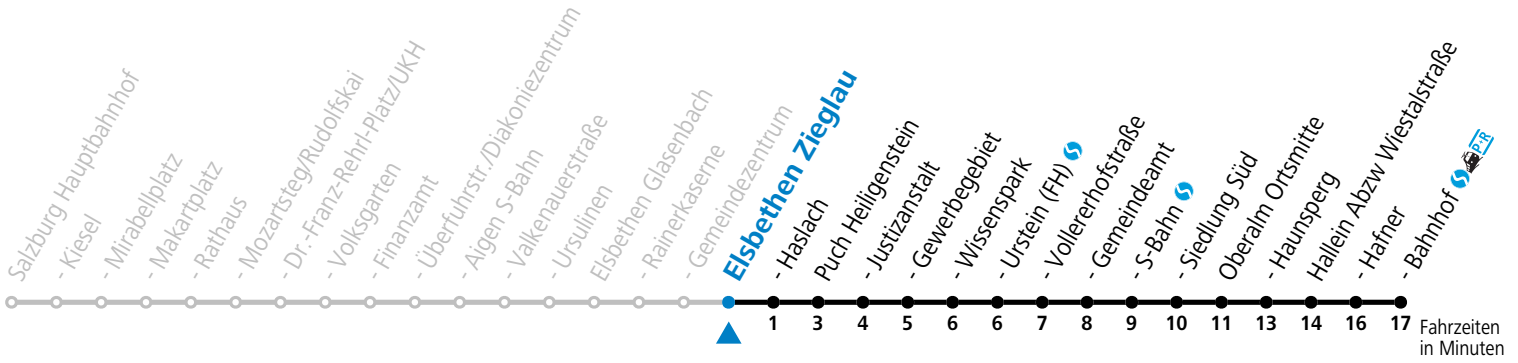 Salzburg Hauptbahnhof
- Kiesel
- Mirabellplatz
- Makartplatz
- Rathaus
- Mozartsteg/Rudolfskai
- Dr.-Franz-Rehrl-Platz/UKH
- Volksgarten
- Finanzamt
- Überfuhrstr./Diakoniezentrum
- Aigen S-Bahn
- Valkenauerstraße
- Ursulinen
Elsbethen Glasenbach
- Rainerkaserne
- Gemeindezentrum
Elsbethen Zieglau
- Haslach
Puch Heiligenstein
- Justizanstalt
- Gewerbegebiet
- Wissenspark
- Urstein (FH)
- Vollererhofstraße
- Gemeindeamt
- S-Bahn
- Siedlung Süd
Oberalm Ortsmitte
- Haunsperg
Hallein Abzw Wiestalstraße
- Hafner
- Bahnhof
P+R
1 3 4 5 6 6 7 8 9 10 11 13 14 16 17
Fahrzeiten
in Minuten